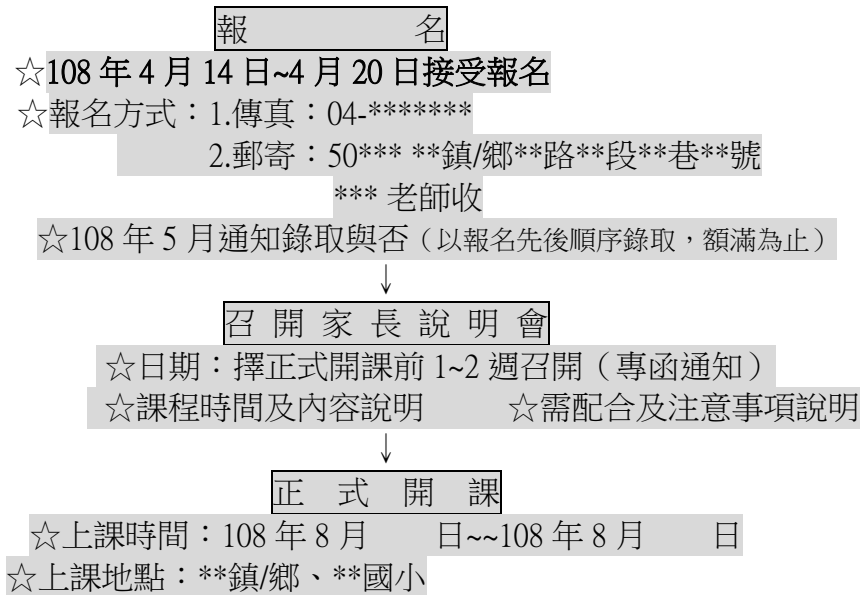 報名
☆108 年 4 月 14 日~4 月 20 日接受報名
☆報名方式：1.傳真：04-*******
2.郵寄：50*** **鎮/鄉**路**段**巷**號
*** 老師收
☆108 年 5 月通知錄取與否（以報名先後順序錄取，額滿為止）
↓
召 開 家 長 說 明 會
☆日期：擇正式開課前 1~2 週召開（專函通知）
☆課程時間及內容說明 ☆需配合及注意事項說明
↓
正 式 開 課
☆上課時間：108 年 8 月 日~~108 年 8 月 日
☆上課地點：**鎮/鄉、**國小